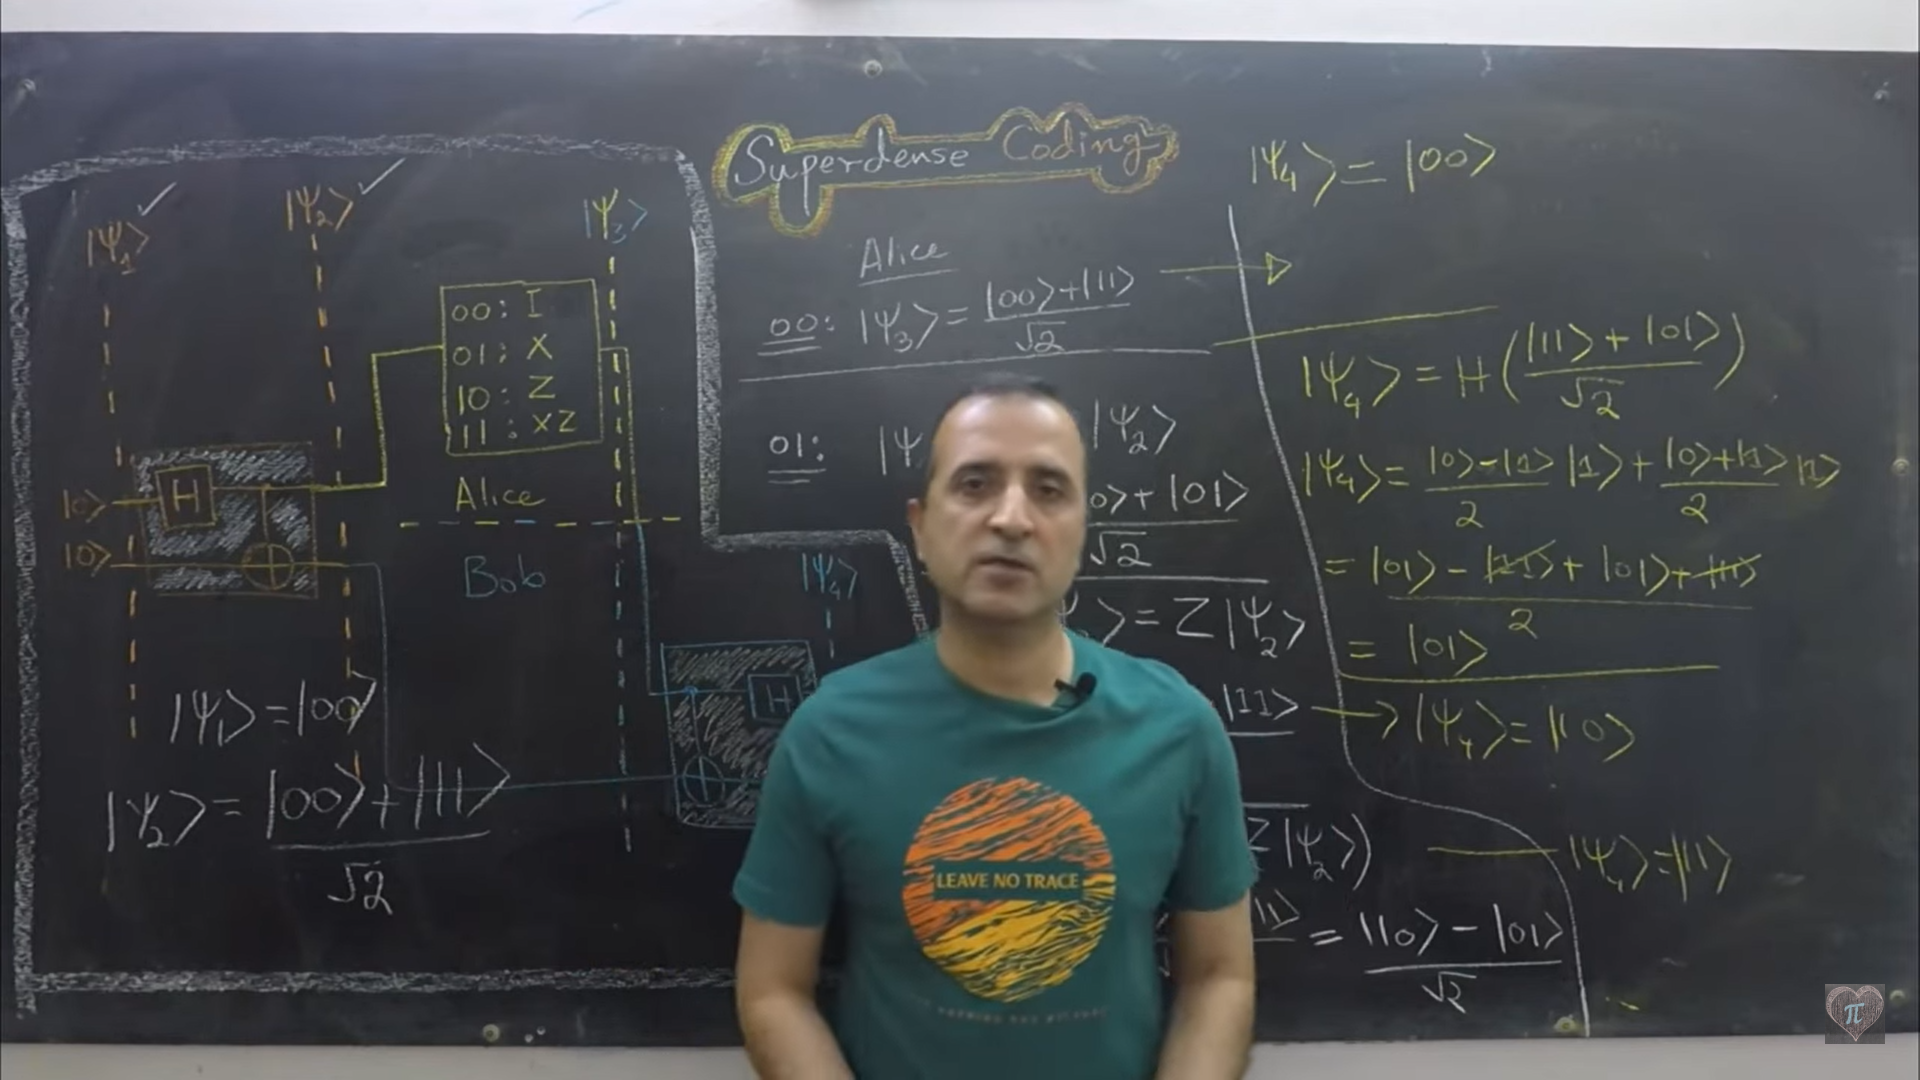 Superdense Coding
|ψ₁⟩ ✓
|ψ₂⟩ ✓
|ψ₃⟩
00: I
01: X
10: Z
11: XZ
|0⟩ H
|0⟩
Alice
Bob
|ψ₄⟩
H
|ψ₁⟩ = |00⟩
|ψ₂⟩ = |00⟩ + |11⟩
√2
Alice
00: |ψ₃⟩ = |00⟩ + |11⟩
√2
01: |ψ |ψ₂⟩
0⟩ + |01⟩
√2
⟩ = Z|ψ₂⟩
|11⟩
Z|ψ₂⟩)
= |10⟩ - |01⟩
√2
|ψ₄⟩ = |00⟩
|ψ₄⟩ = H(|11⟩ + |01⟩)
√2
|ψ₄⟩ = |0⟩ - |1⟩ |1⟩ + |0⟩ + |1⟩ |1⟩
2 2
= |01⟩ - |11⟩ + |01⟩ + |11⟩
2
= |01⟩
|ψ₄⟩ = |10⟩
|ψ₄⟩ = |11⟩
LEAVE NO TRACE
π